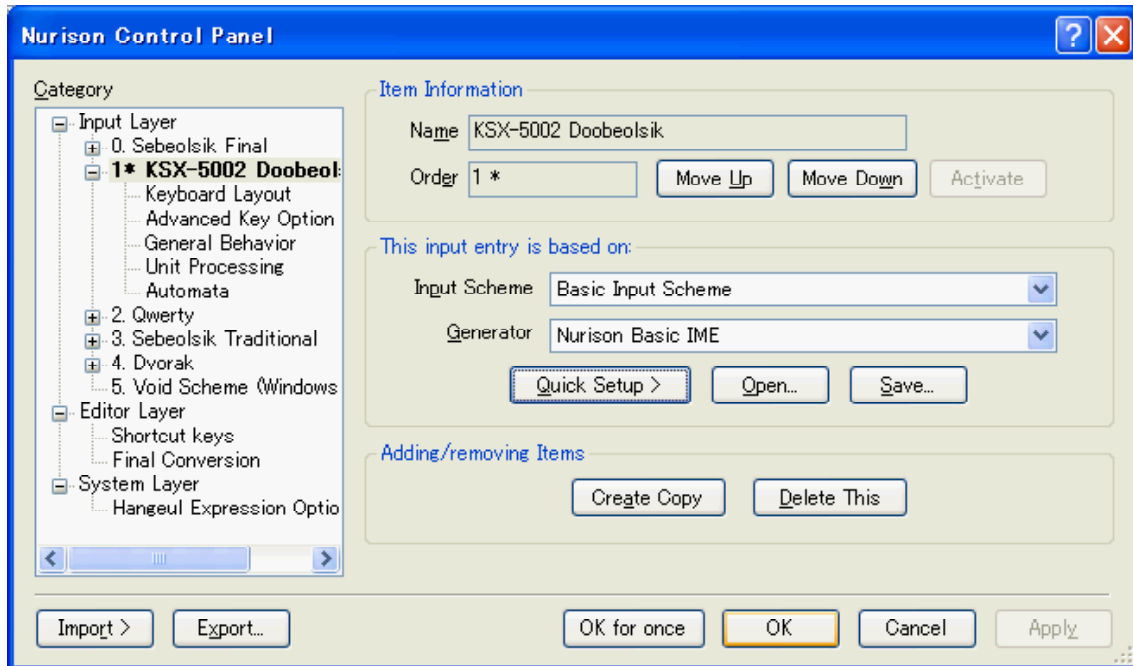 Nurison Control Panel
Category
Input Layer
0. Sebeolsik Final
1* KSX-5002 Doobeol
Keyboard Layout
Advanced Key Option
General Behavior
Unit Processing
Automata
2. Qwerty
3. Sebeolsik Traditional
4. Dvorak
5. Void Scheme (Windows
Editor Layer
Shortcut keys
Final Conversion
System Layer
Hangeul Expression Optio
Item Information
Name KSX-5002 Doobeolsik
Order 1 * Move Up Move Down Activate
This input entry is based on:
Input Scheme Basic Input Scheme
Generator Nurison Basic IME
Quick Setup > Open... Save...
Adding/removing Items
Create Copy Delete This
Import > Export... OK for once OK Cancel Apply